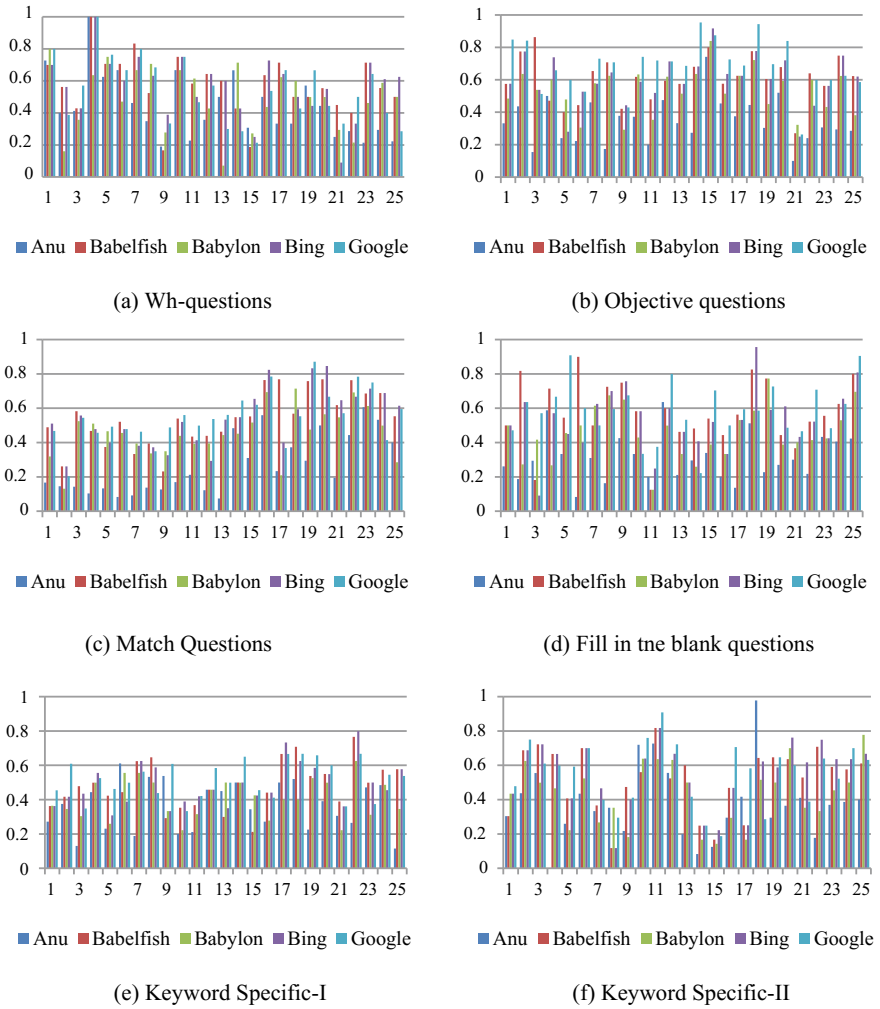 1
0.8
0.6
0.4
0.2
0
1 3 5 7 9 11 13 15 17 19 21 23 25
Anu Babelfish Babylon Bing Google
(a) Wh-questions
1
0.8
0.6
0.4
0.2
0
1 3 5 7 9 11 13 15 17 19 21 23 25
Anu Babelfish Babylon Bing Google
(b) Objective questions
1
0.8
0.6
0.4
0.2
0
1 3 5 7 9 11 13 15 17 19 21 23 25
Anu Babelfish Babylon Bing Google
(c) Match Questions
1
0.8
0.6
0.4
0.2
0
1 3 5 7 9 11 13 15 17 19 21 23 25
Anu Babelfish Babylon Bing Google
(d) Fill in tne blank questions
1
0.8
0.6
0.4
0.2
0
1 3 5 7 9 11 13 15 17 19 21 23 25
Anu Babelfish Babylon Bing Google
(e) Keyword Specific-I
1
0.8
0.6
0.4
0.2
0
1 3 5 7 9 11 13 15 17 19 21 23 25
Anu Babelfish Babylon Bing Google
(f) Keyword Specific-II